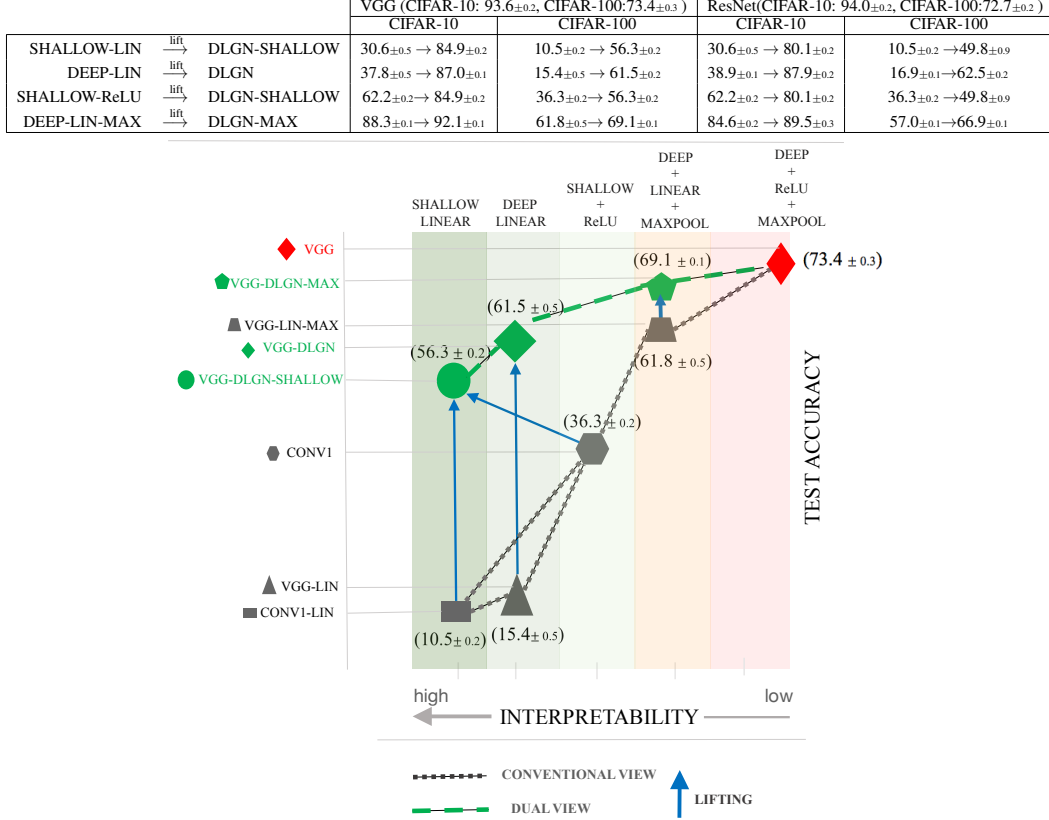 VGG (CIFAR-10: 93.6±0.2, CIFAR-100:73.4±0.3 ) ResNet(CIFAR-10: 94.0±0.2, CIFAR-100:72.7±0.2 )
CIFAR-10 CIFAR-100 CIFAR-10 CIFAR-100
SHALLOW-LIN lift → DLGN-SHALLOW 30.6±0.5 → 84.9±0.2 10.5±0.2 → 56.3±0.2 30.6±0.5 → 80.1±0.2 10.5±0.2 →49.8±0.9
DEEP-LIN lift → DLGN 37.8±0.5 → 87.0±0.1 15.4±0.5 → 61.5±0.2 38.9±0.1 → 87.9±0.2 16.9±0.1→62.5±0.2
SHALLOW-ReLU lift → DLGN-SHALLOW 62.2±0.2→ 84.9±0.2 36.3±0.2→ 56.3±0.2 62.2±0.2→ 80.1±0.2 36.3±0.2→49.8±0.9
DEEP-LIN-MAX lift → DLGN-MAX 88.3±0.1→ 92.1±0.1 61.8±0.5→ 69.1±0.1 84.6±0.2 → 89.5±0.3 57.0±0.1→66.9±0.1
SHALLOW
LINEAR
DEEP
LINEAR
SHALLOW
+
ReLU
DEEP
+
LINEAR
+
MAXPOOL
DEEP
+
ReLU
+
MAXPOOL
VGG
VGG-DLGN-MAX
VGG-LIN-MAX
VGG-DLGN
VGG-DLGN-SHALLOW
CONV1
VGG-LIN
CONV1-LIN
(73.4 ± 0.3)
(69.1 ± 0.1)
(61.5 ± 0.5)
(56.3 ± 0.2)
(61.8 ± 0.5)
(36.3 ± 0.2)
(10.5 ± 0.2)
(15.4 ± 0.5)
TEST ACCURACY
high low
INTERPRETABILITY
CONVENTIONAL VIEW
DUAL VIEW
LIFTING